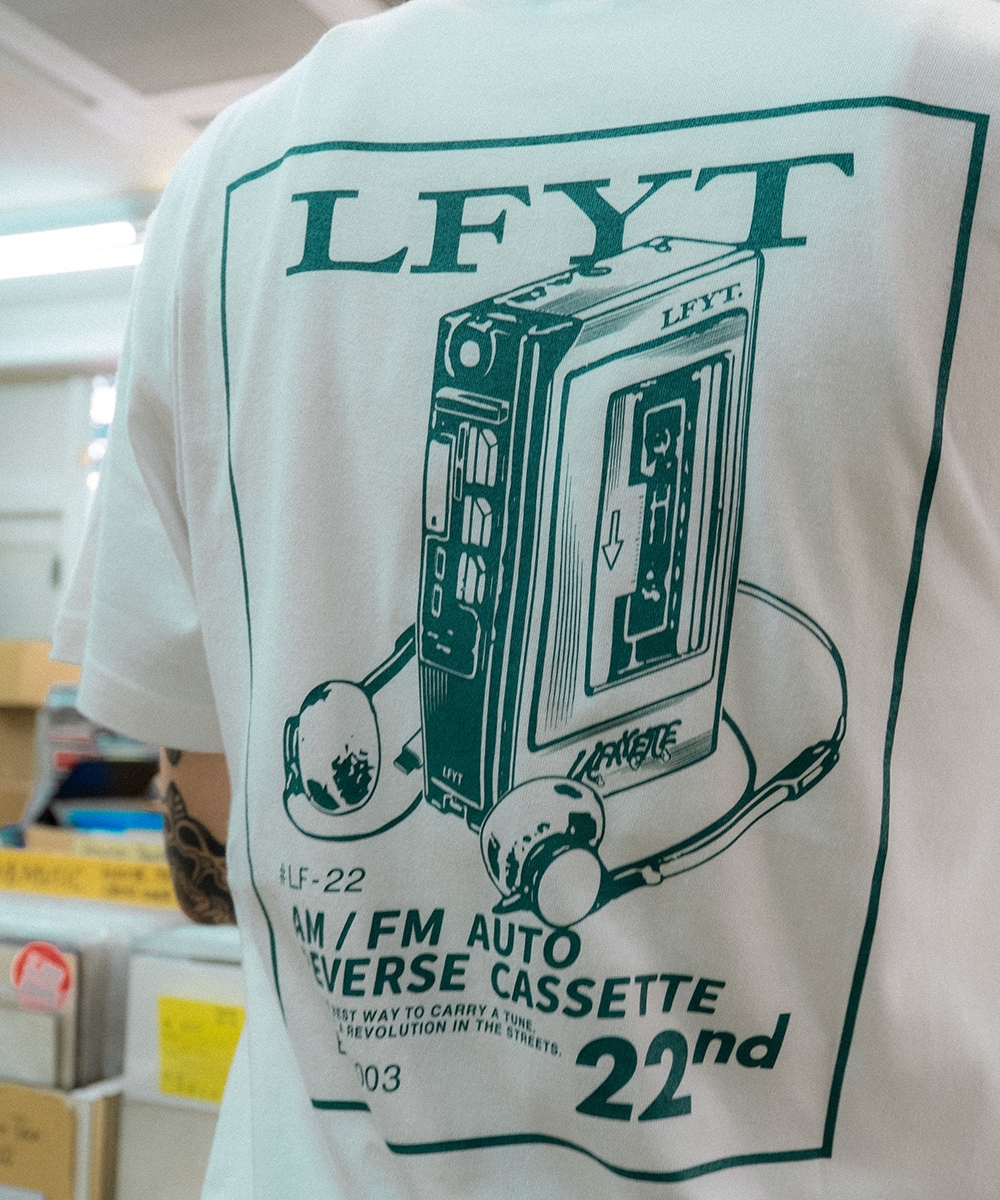 LFYT
LFYT.
LAFAYETTE
LFYT
#LF-22
AM / FM AUTO
EVERSE CASSETTE
EST WAY TO CARRY A TUNE.
A REVOLUTION IN THE STREETS.
003
22nd